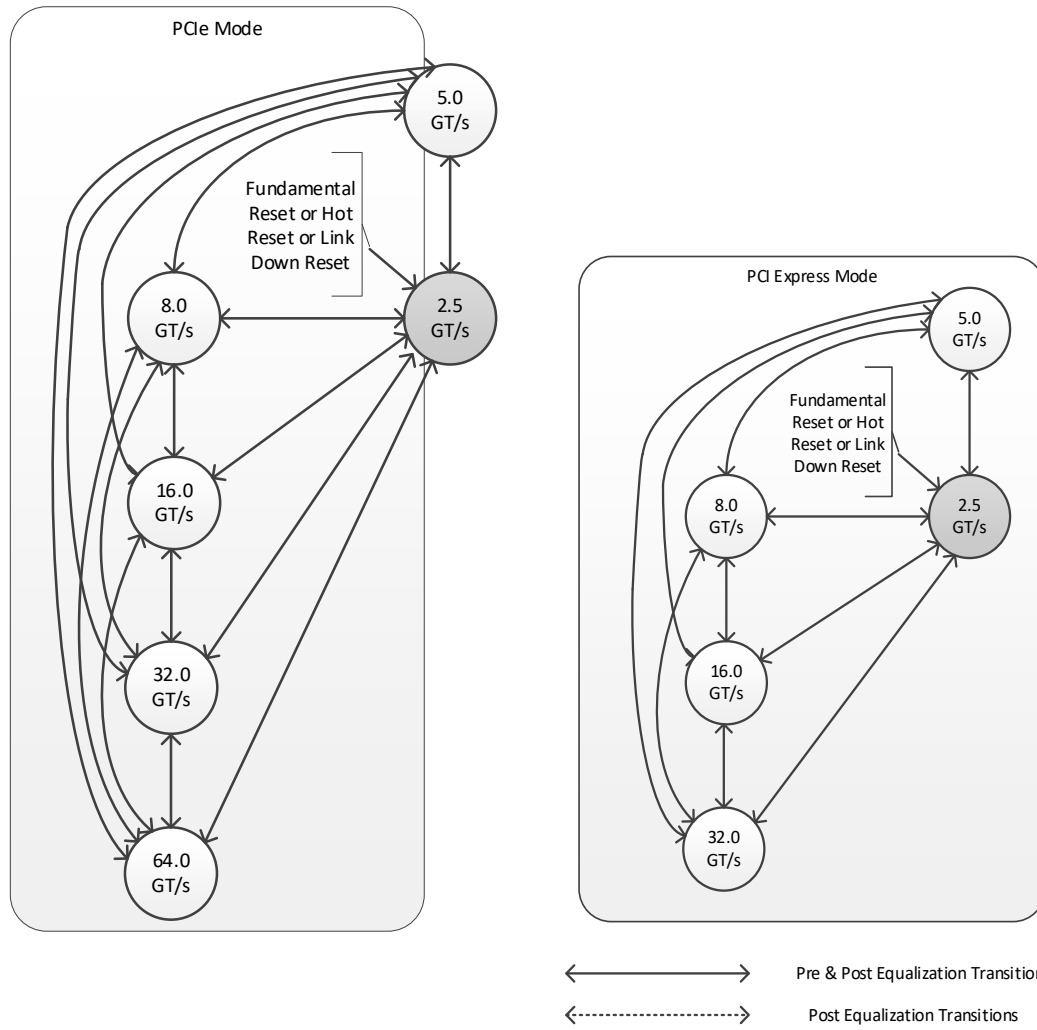 PCIe Mode
5.0
GT/s
Fundamental
Reset or Hot
Reset or Link
Down Reset
8.0
GT/s
2.5
GT/s
16.0
GT/s
32.0
GT/s
64.0
GT/s
PCI Express Mode
5.0
GT/s
Fundamental
Reset or Hot
Reset or Link
Down Reset
8.0
GT/s
2.5
GT/s
16.0
GT/s
32.0
GT/s
Pre & Post Equalization Transition
Post Equalization Transitions